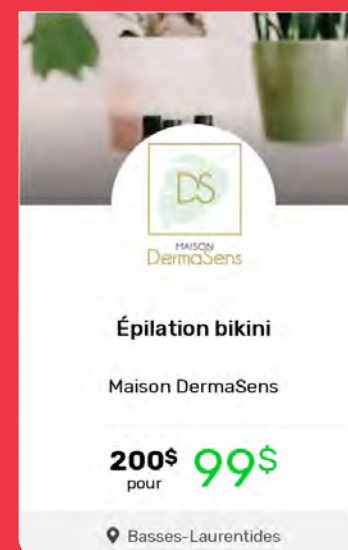 DS
MAISON
DermaSens
Épilation bikini
Maison DermaSens
200$ 99$
pour
Basses-Laurentides